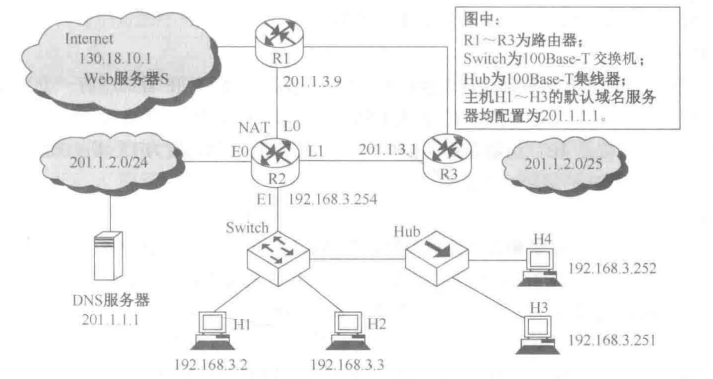 Internet
130.18.10.1
Web服务器S
R1
201.1.3.9
图中:
R1～R3为路由器;
Switch为100Base-T 交换机;
Hub为100Base-T集线器;
主机H1～H3的默认域名服务
器均配置为201.1.1.1。
NAT
L0
201.1.2.0/24
E0
L1
R2
201.1.3.1
R3
201.1.2.0/25
E1
192.168.3.254
Switch
Hub
H4
192.168.3.252
DNS服务器
201.1.1.1
H1
192.168.3.2
H2
192.168.3.3
H3
192.168.3.251